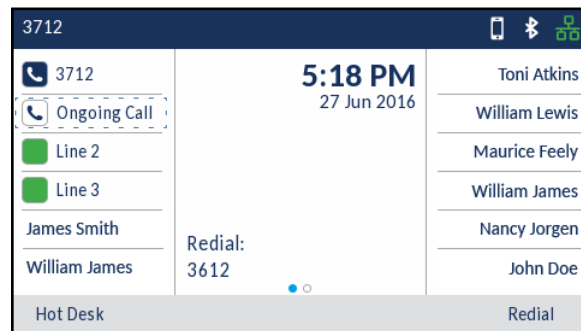 3712
3712
Ongoing Call
Line 2
Line 3
James Smith
William James
5:18 PM
27 Jun 2016
Redial:
3612
Toni Atkins
William Lewis
Maurice Feely
William James
Nancy Jorgen
John Doe
Hot Desk
Redial